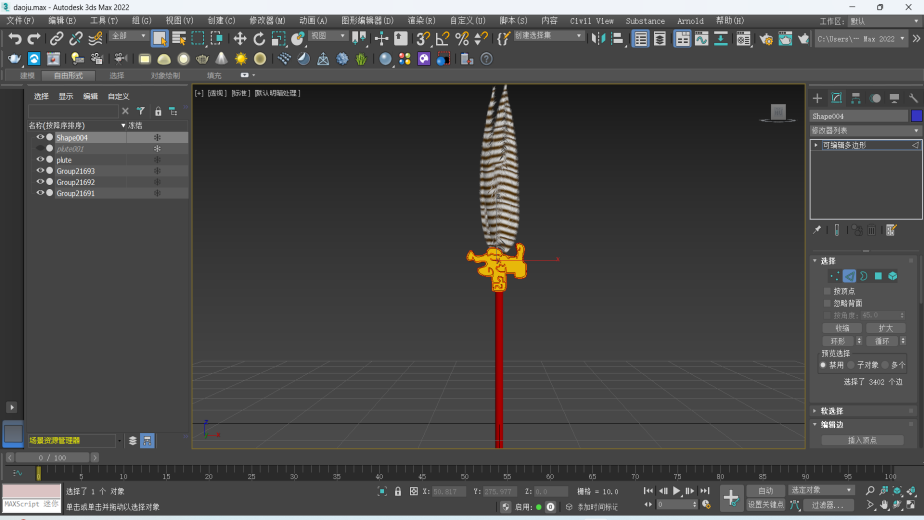 daoju.max - Autodesk 3ds Max 2022
文件(F) 编辑(E) 工具(T) 组(G) 视图(V) 创建(C) 修改器(M) 动画(A) 图形编辑器(D) 渲染(R) 自定义(U) 脚本(S) 内容 Civil View Substance Arnold 帮助(H) 工作区: 默认
全部 视图 创建选择集 C:\Users\一 Max 2022
建模 自由形式 选择 对象绘制 填充
选择 显示 编辑 自定义
名称(按降序排序) 冻结
Shape004
plute001
plute
Group21693
Group21692
Group21691
场景资源管理器
[+] [透视] [标准] [默认明暗处理]
Shape004
修改器列表
可编辑多边形
选择
按顶点
忽略背面
按角度: 45.0
收缩 扩大
环形 循环
预览选择
禁用 子对象 多个
选择了 3402 个边
软选择
编辑边
插入顶点
0 / 100
0 5 10 15 20 25 30 35 40 45 50 55 60 65 70 75 80 85 90 95 100
选择了 1 个 对象
X: 50.817 Y: 275.977 Z: 0.0 栅格 = 10.0
自动 选定对象
MAXScript 迷你
单击或单击并拖动以选择对象
启用: 添加时间标记
0
设置关键点 过滤器...